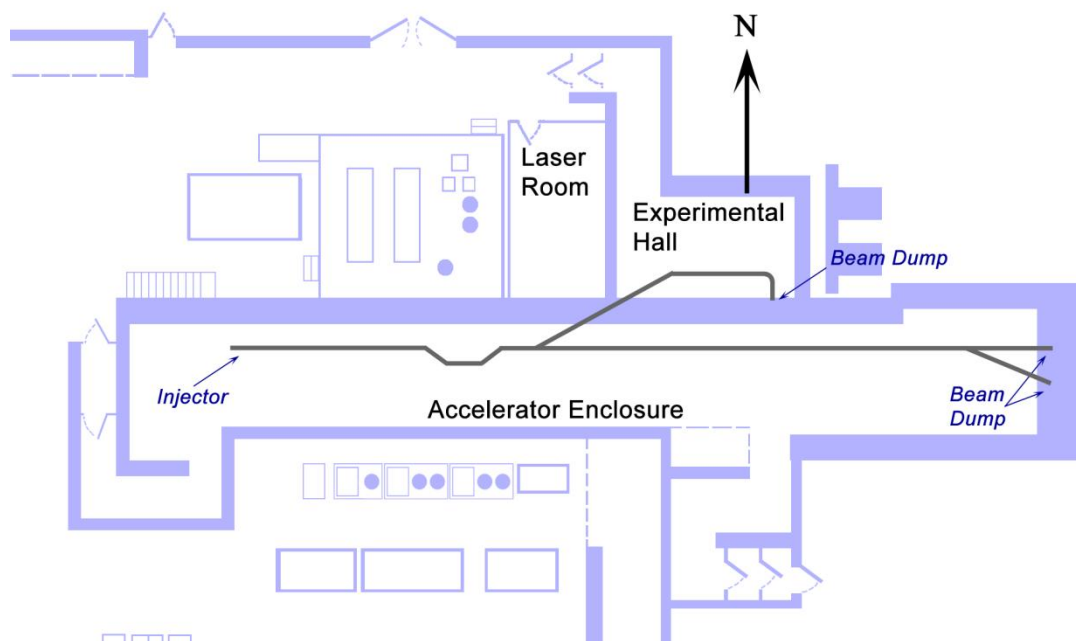 N
Laser
Room
Experimental
Hall
Beam Dump
Injector
Accelerator Enclosure
Beam
Dump